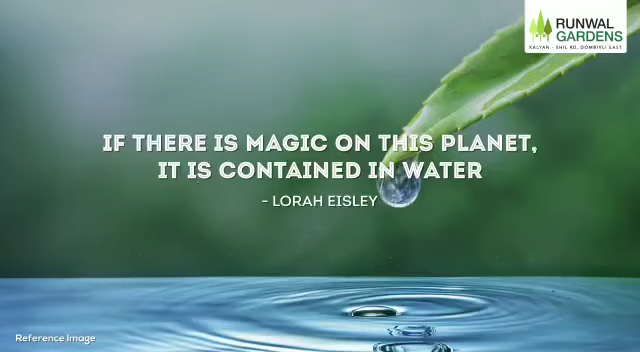 RUNWAL
GARDENS
KALYAN - SHIL RD, DOMBIVLI EAST
IF THERE IS MAGIC ON THIS PLANET,
IT IS CONTAINED IN WATER
- LORAH EISLEY
Reference Image